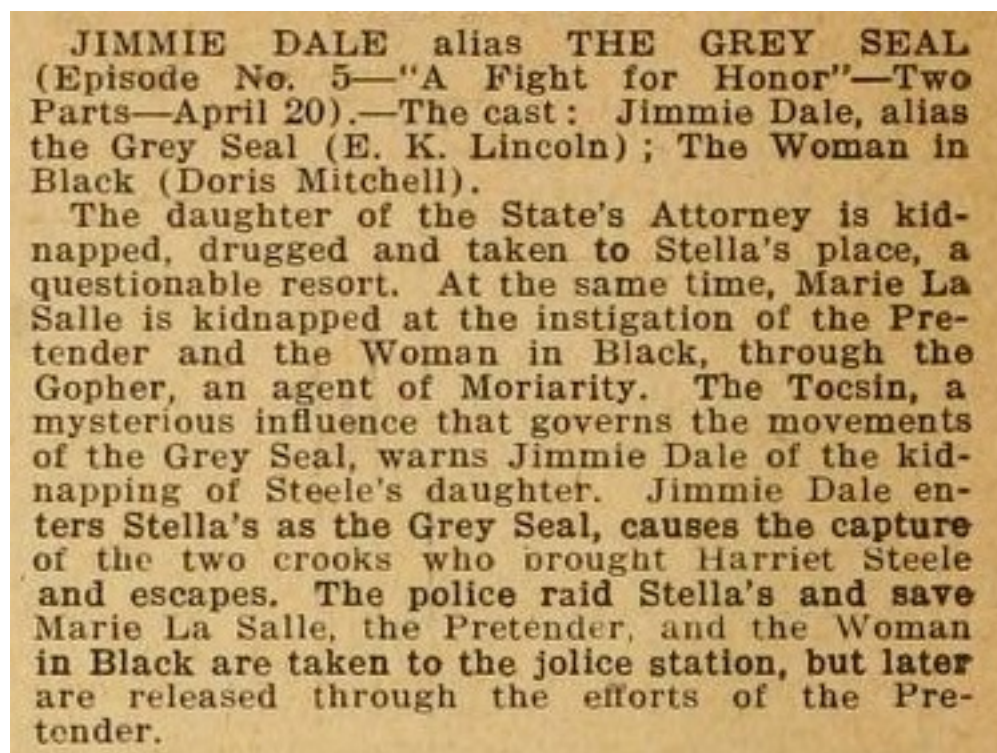 JIMMIE DALE alias THE GREY SEAL
(Episode No. 5—"A Fight for Honor"—Two
Parts—April 20).—The cast: Jimmie Dale, alias
the Grey Seal (E. K. Lincoln); The Woman in
Black (Doris Mitchell).
The daughter of the State's Attorney is kid-
napped, drugged and taken to Stella's place, a
questionable resort. At the same time, Marie La
Salle is kidnapped at the instigation of the Pre-
tender and the Woman in Black, through the
Gopher, an agent of Moriarity. The Tocsin, a
mysterious influence that governs the movements
of the Grey Seal, warns Jimmie Dale of the kid-
napping of Steele's daughter. Jimmie Dale en-
ters Stella's as the Grey Seal, causes the capture
of the two crooks who brought Harriet Steele
and escapes. The police raid Stella's and save
Marie La Salle, the Pretender, and the Woman
in Black are taken to the jolice station, but later
are released through the efforts of the Pre-
tender.